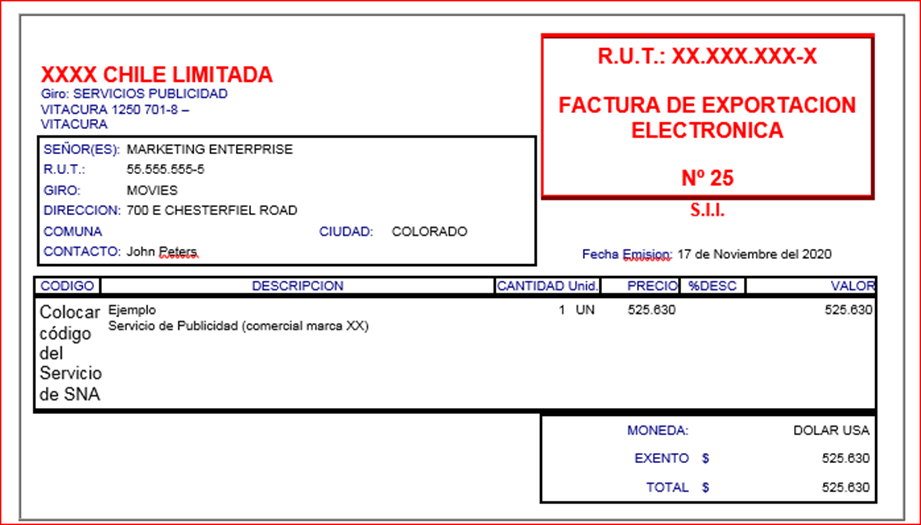 XXXX CHILE LIMITADA
Giro: SERVICIOS PUBLICIDAD
VITACURA 1250 701-8 –
VITACURA
R.U.T.: XX.XXX.XXX-X
FACTURA DE EXPORTACION
ELECTRONICA
Nº 25
S.I.I.
SEÑOR(ES): MARKETING ENTERPRISE
R.U.T.: 55.555.555-5
GIRO: MOVIES
DIRECCION: 700 E CHESTERFIEL ROAD
COMUNA CIUDAD: COLORADO
CONTACTO: John Peters
Fecha Emision: 17 de Noviembre del 2020
CODIGO DESCRIPCION CANTIDAD Unid. PRECIO %DESC VALOR
Colocar
código
del
Servicio
de SNA
Ejemplo 1 UN 525.630 525.630
Servicio de Publicidad (comercial marca XX)
MONEDA: DOLAR USA
EXENTO $ 525.630
TOTAL $ 525.630